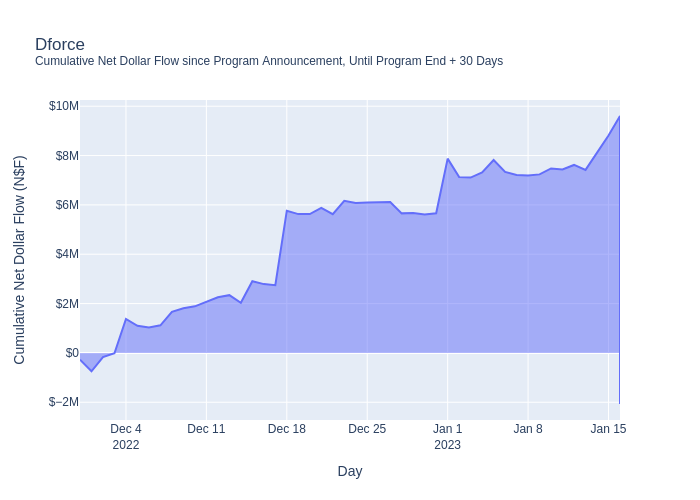 Dforce
Cumulative Net Dollar Flow since Program Announcement, Until Program End + 30 Days
Cumulative Net Dollar Flow (N$F)
$10M
$8M
$6M
$4M
$2M
$0
$−2M
Dec 4
2022
Dec 11
Dec 18
Dec 25
Jan 1
2023
Jan 8
Jan 15
Day